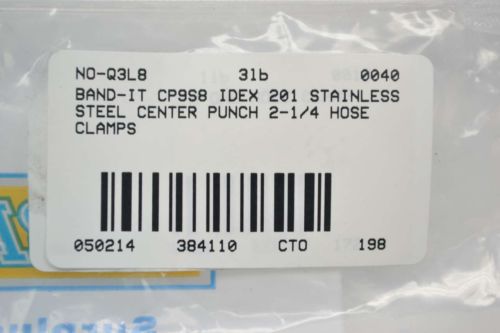 NO-Q3L8 3lb 0040
BAND-IT CP9S8 IDEX 201 STAINLESS
STEEL CENTER PUNCH 2-1/4 HOSE
CLAMPS
050214 384110 CTO 198